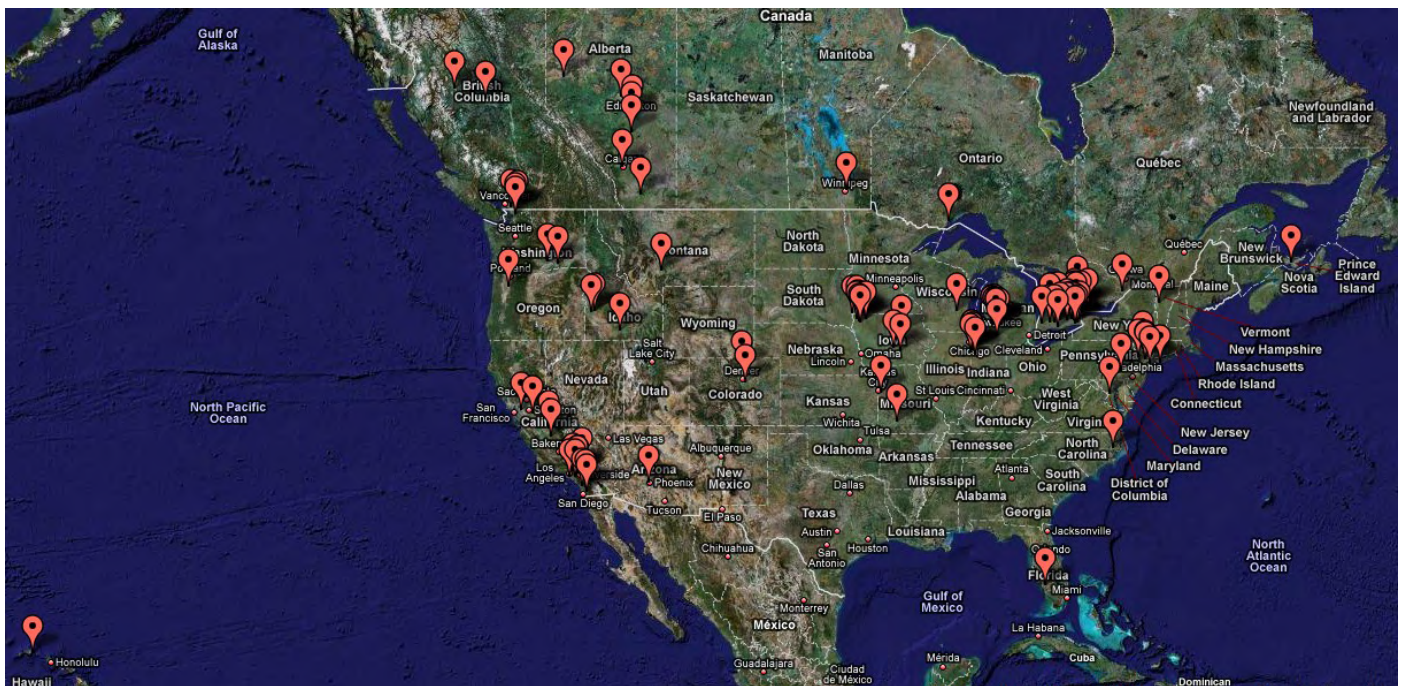 Canada
Gulf of
Alaska
Alberta
Manitoba
British
Columbia
Saskatchewan
Newfoundland
and Labrador
Ontario
Québec
Winnipeg
Seattle
North
Dakota
Montana
Minnesota
Québec
New
Brunswick
Prince
Edward
Island
Nova
Scotia
Maine
Minneapolis
Wisconsin
South
Dakota
Oregon
Idaho
Wyoming
Detroit
Vermont
New Hampshire
Massachusetts
Rhode Island
Connecticut
New Jersey
Delaware
Maryland
District of
Columbia
Salt
Lake City
Nebraska
Lincoln
Omaha
Iowa
Chicago
Cleveland
Pennsylvania
Illinois
Indiana
Ohio
Nevada
Utah
Denver
Colorado
Kansas
St Louis
Cincinnati
West
Virginia
North Pacific
Ocean
San
Francisco
California
Missouri
Kentucky
Wichita
Tulsa
Las Vegas
Albuquerque
Oklahoma
Arkansas
Tennessee
North
Carolina
Los
Angeles
Arizona
Phoenix
New
Mexico
Atlanta
South
Carolina
San Diego
Tucson
El Paso
Dallas
Mississippi
Alabama
Georgia
Texas
Louisiana
Jacksonville
Austin
San
Antonio
Houston
Chihuahua
Orlando
Florida
Miami
North
Atlantic
Ocean
Gulf of
Mexico
Monterrey
México
La Habana
Cuba
Honolulu
Hawaii
Guadalajara
Ciudad
de México
Mérida
Dominican